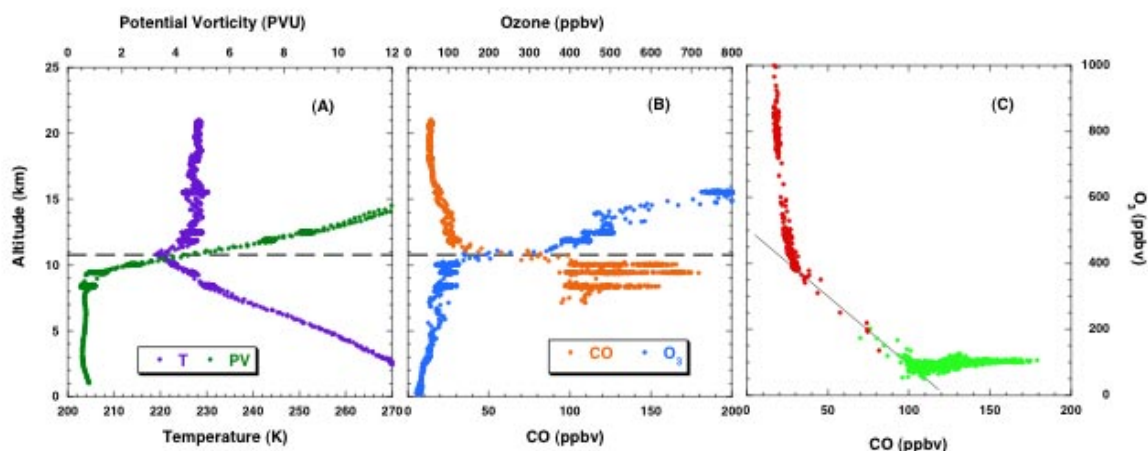 Potential Vorticity (PVU)
0 2 4 6 8 10 12
Ozone (ppbv)
0 100 200 300 400 500 600 700 800
25
20
15
10
5
0
Altitude (km)
(A)
T PV
200 210 220 230 240 250 260 270
Temperature (K)
(B)
CO O3
0 50 100 150 200
CO (ppbv)
(C)
1000
800
600
400
200
0
O3 (ppbv)
0 50 100 150 200
CO (ppbv)